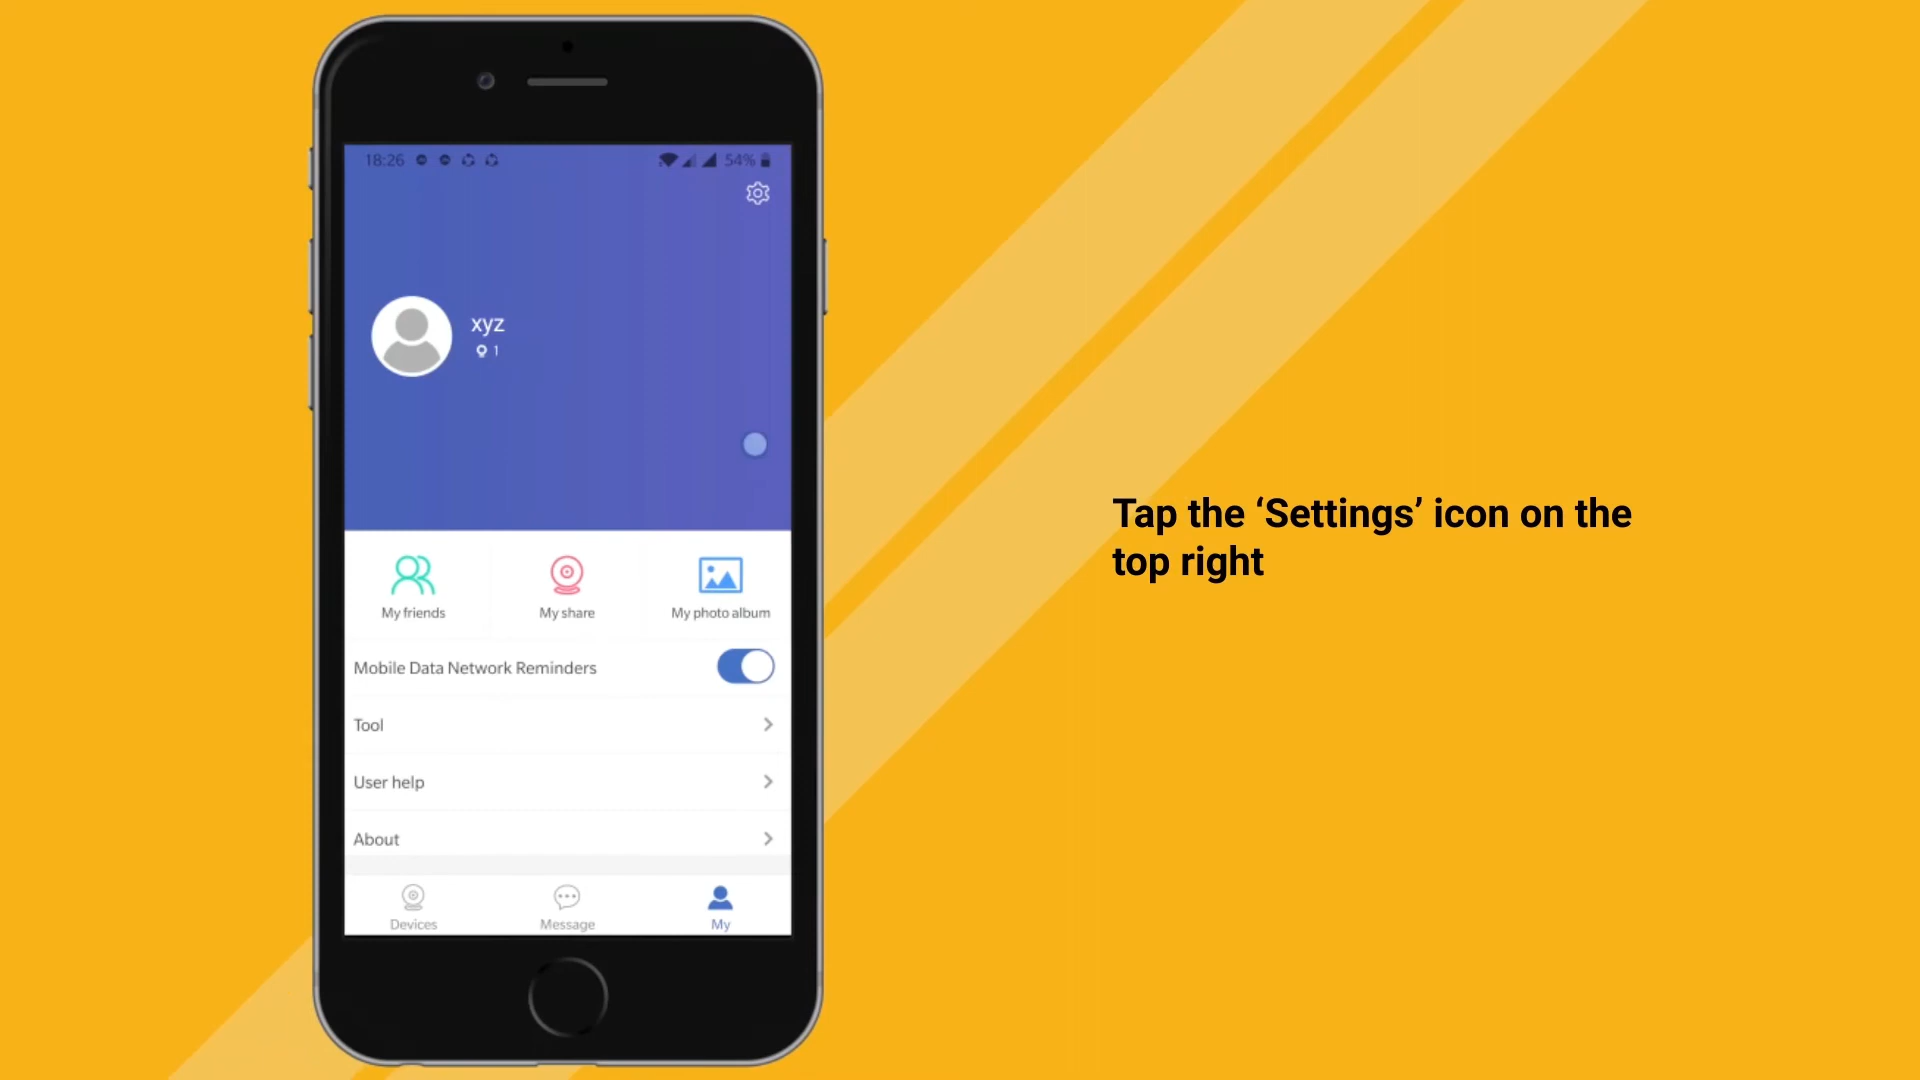 18:26
54%
xyz
1
My friends
My share
My photo album
Mobile Data Network Reminders
Tool
User help
About
Devices
Message
My
Tap the ‘Settings’ icon on the
top right